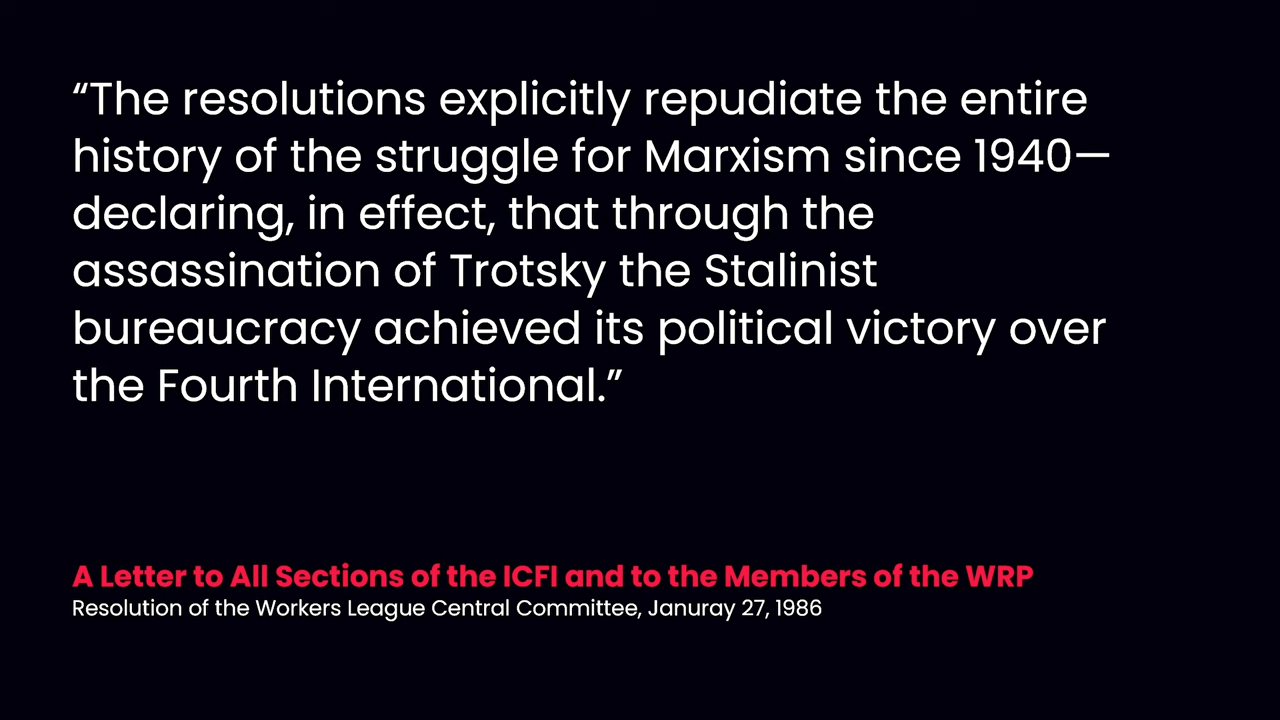 “The resolutions explicitly repudiate the entire
history of the struggle for Marxism since 1940—
declaring, in effect, that through the
assassination of Trotsky the Stalinist
bureaucracy achieved its political victory over
the Fourth International.”
A Letter to All Sections of the ICFI and to the Members of the WRP
Resolution of the Workers League Central Committee, Januray 27, 1986